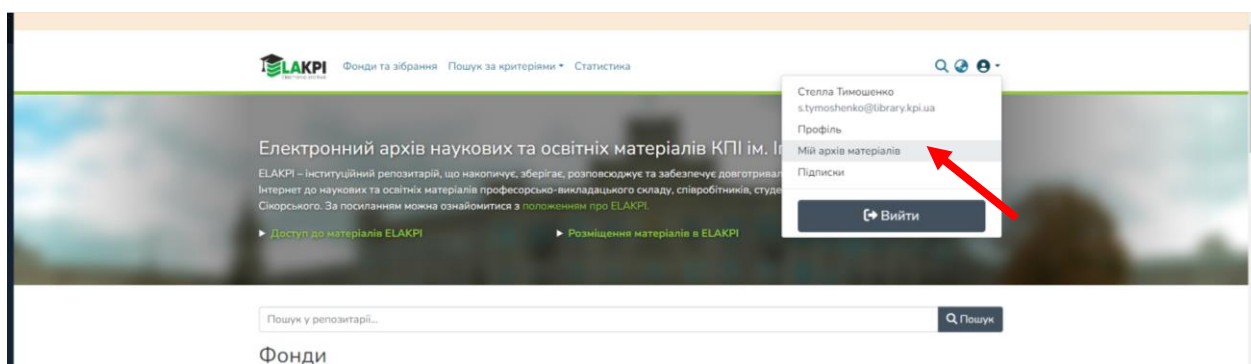 ELAKPI
Фонди та зібрання Пошук за критеріями Статистика
Стелла Тимошенко
s.tymoshenko@library.kpi.ua
Профіль
Мій архів матеріалів
Підписки
Вийти
Електронний архів наукових та освітніх матеріалів КПІ ім. І
ELAKPI – інституційний репозитарій, що накопичує, зберігає, розповсюджує та забезпечує довготривал
Інтернет до наукових та освітніх матеріалів професорсько-викладацького складу, співробітників, студе
Сікорського. За посиланням можна ознайомитися з положенням про ELAKPI.
Доступ до матеріалів ELAKPI Розміщення матеріалів в ELAKPI
Пошук у репозитарії... Пошук
Фонди